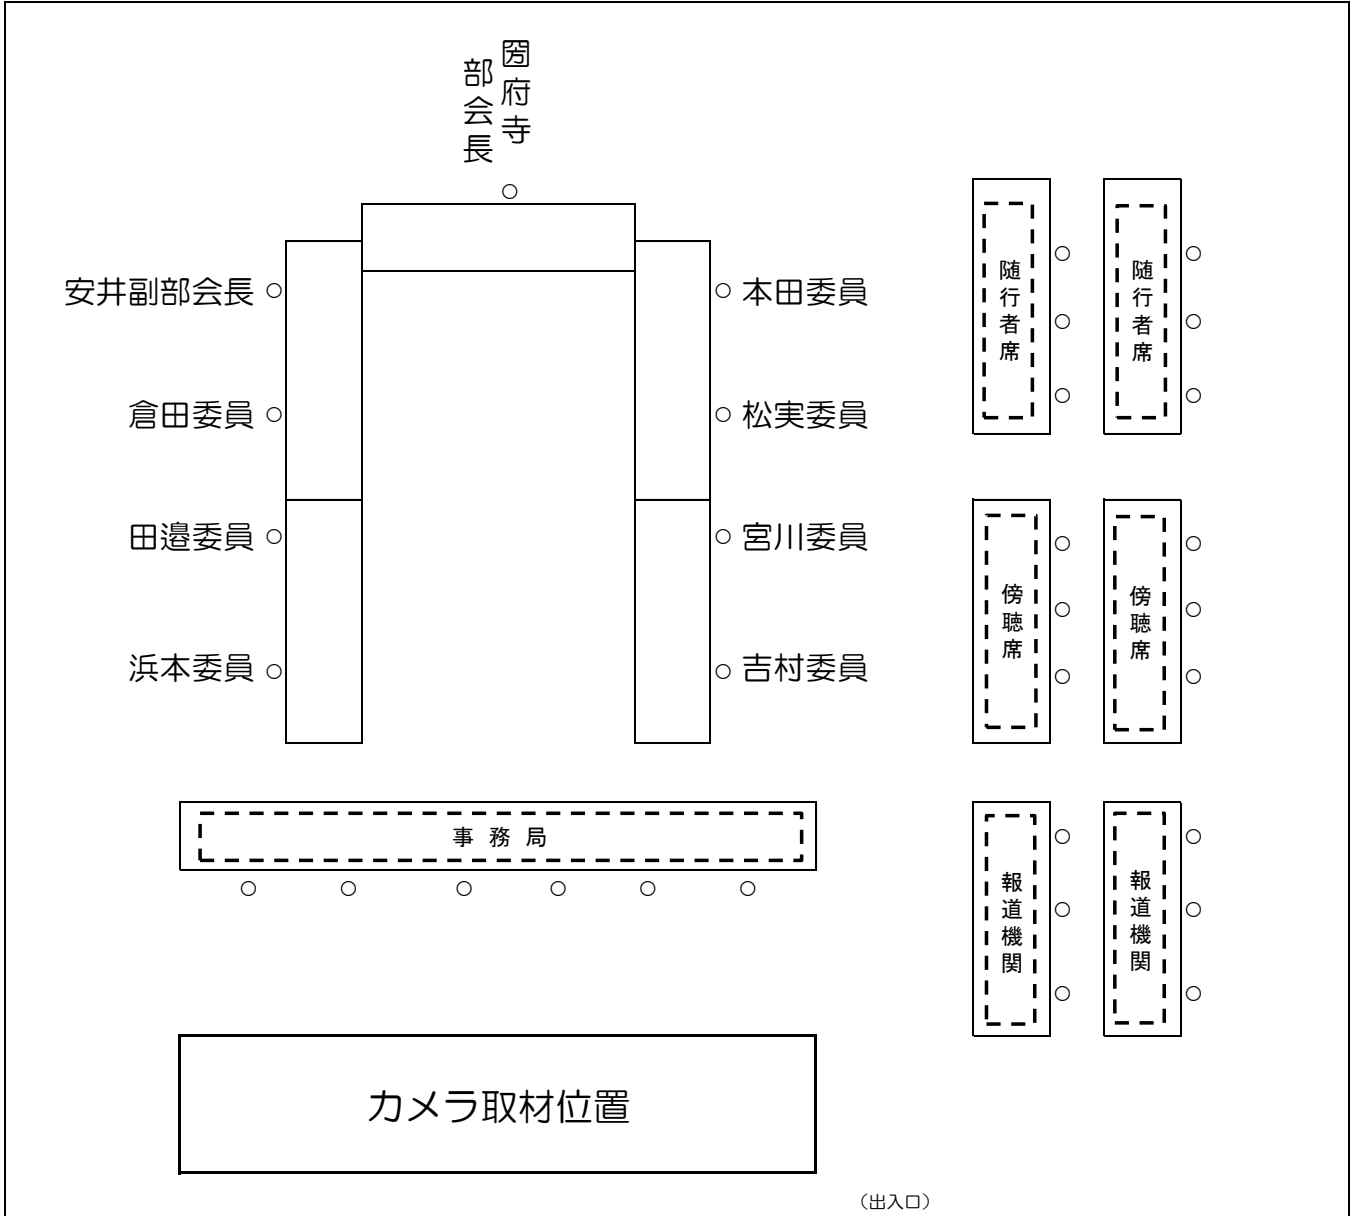 圀府寺
部会長
安井副部会長
本田委員
倉田委員
松実委員
田邉委員
宮川委員
浜本委員
吉村委員
随行者席
随行者席
傍聴席
傍聴席
事務局
報道機関
報道機関
カメラ取材位置
（出入口）